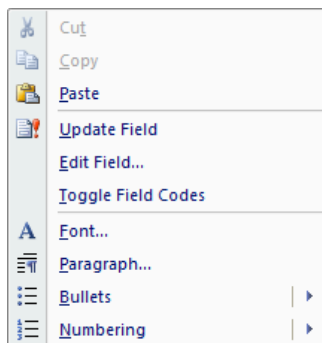 Cut
Copy
Paste
Update Field
Edit Field...
Toggle Field Codes
Font...
Paragraph...
Bullets
Numbering